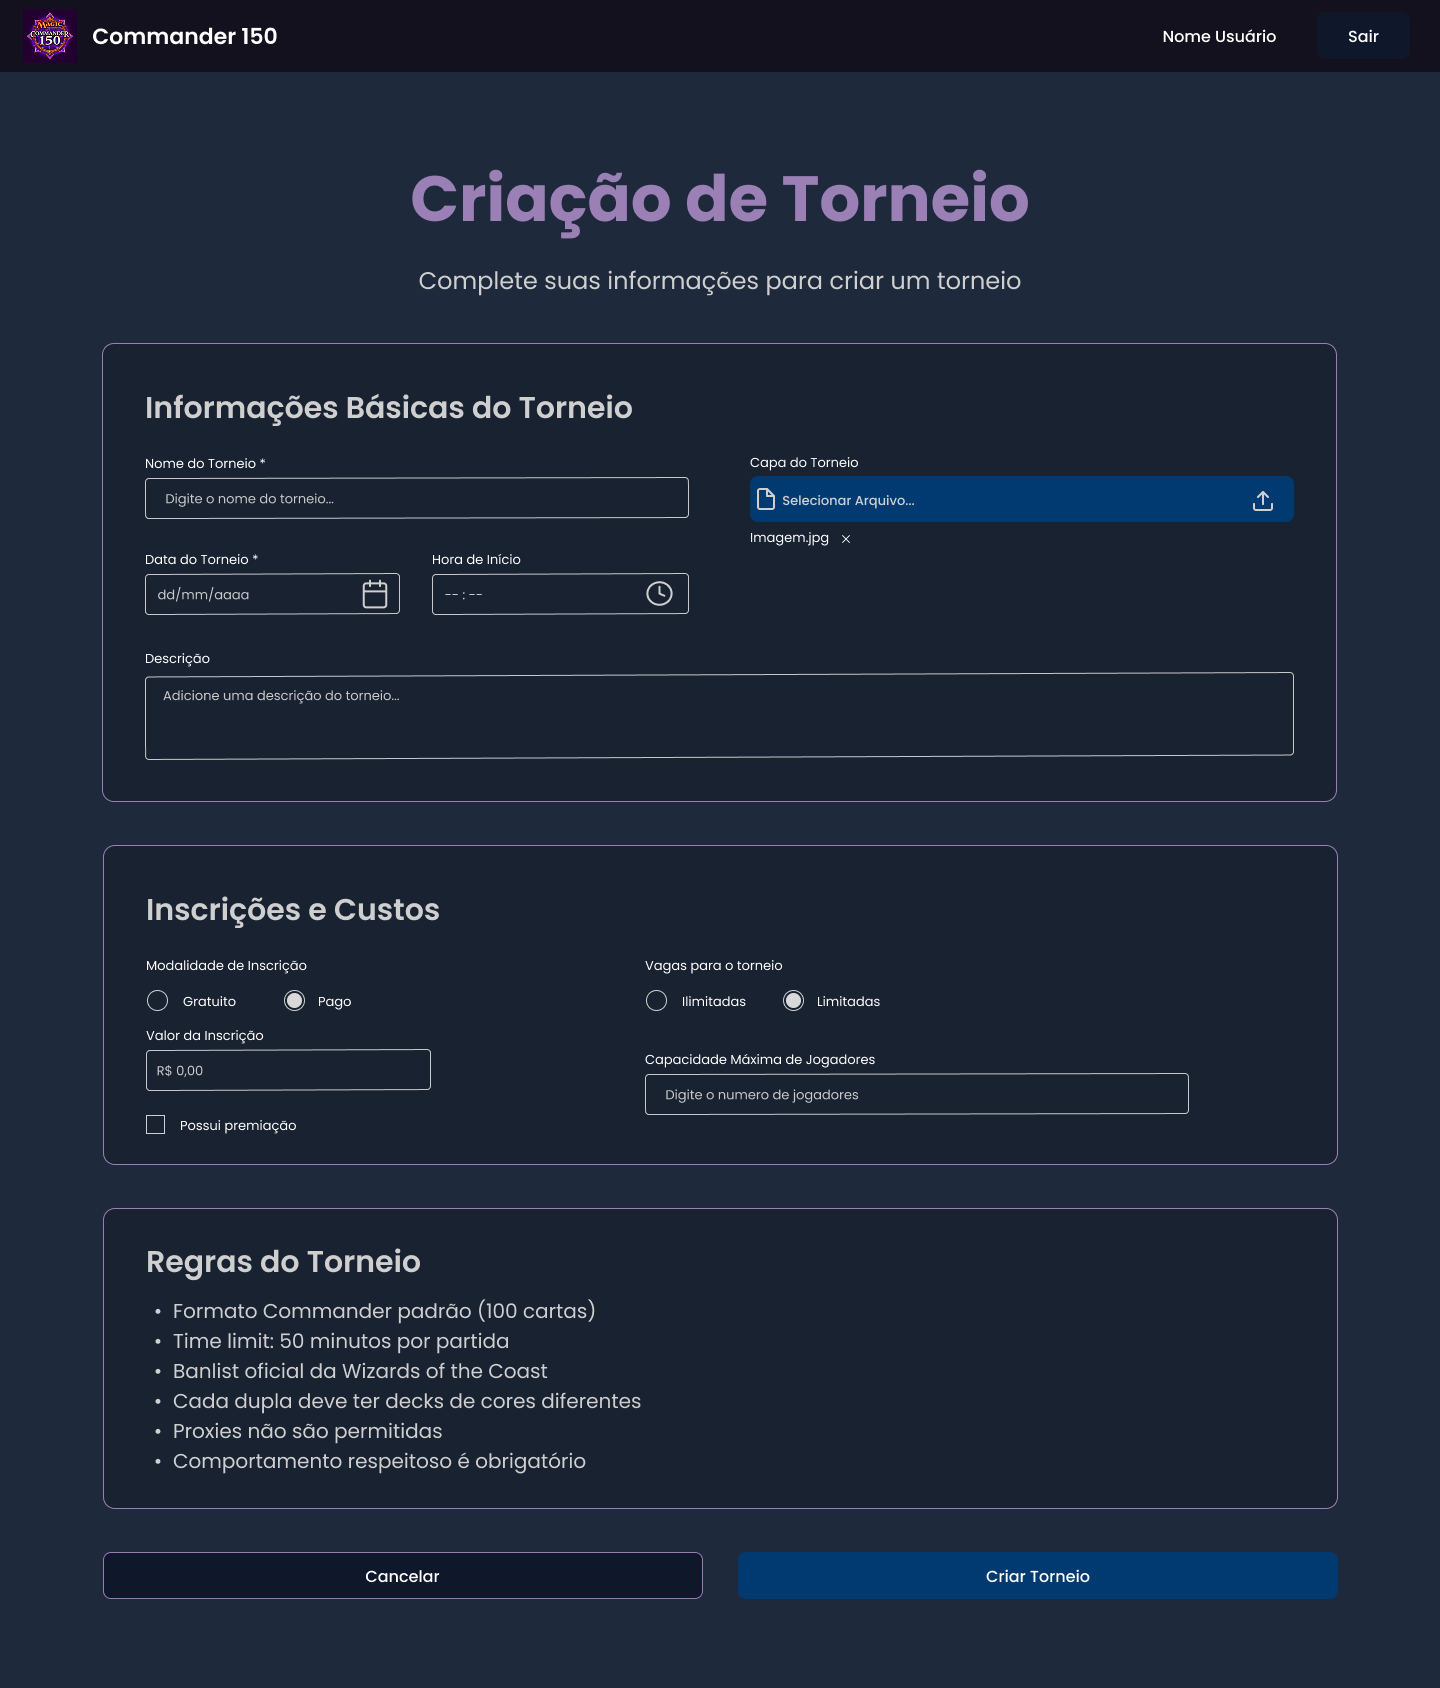 MAGIC
COMMANDER
150
Commander 150
Nome Usuário
Sair
Criação de Torneio
Complete suas informações para criar um torneio
Informações Básicas do Torneio
Nome do Torneio *
Digite o nome do torneio...
Capa do Torneio
Selecionar Arquivo...
Imagem.jpg
Data do Torneio *
dd/mm/aaaa
Hora de Início
-- : --
Descrição
Adicione uma descrição do torneio...
Inscrições e Custos
Modalidade de Inscrição
Gratuito
Pago
Valor da Inscrição
R$ 0,00
Possui premiação
Vagas para o torneio
Ilimitadas
Limitadas
Capacidade Máxima de Jogadores
Digite o numero de jogadores
Regras do Torneio
• Formato Commander padrão (100 cartas)
• Time limit: 50 minutos por partida
• Banlist oficial da Wizards of the Coast
• Cada dupla deve ter decks de cores diferentes
• Proxies não são permitidas
• Comportamento respeitoso é obrigatório
Cancelar
Criar Torneio